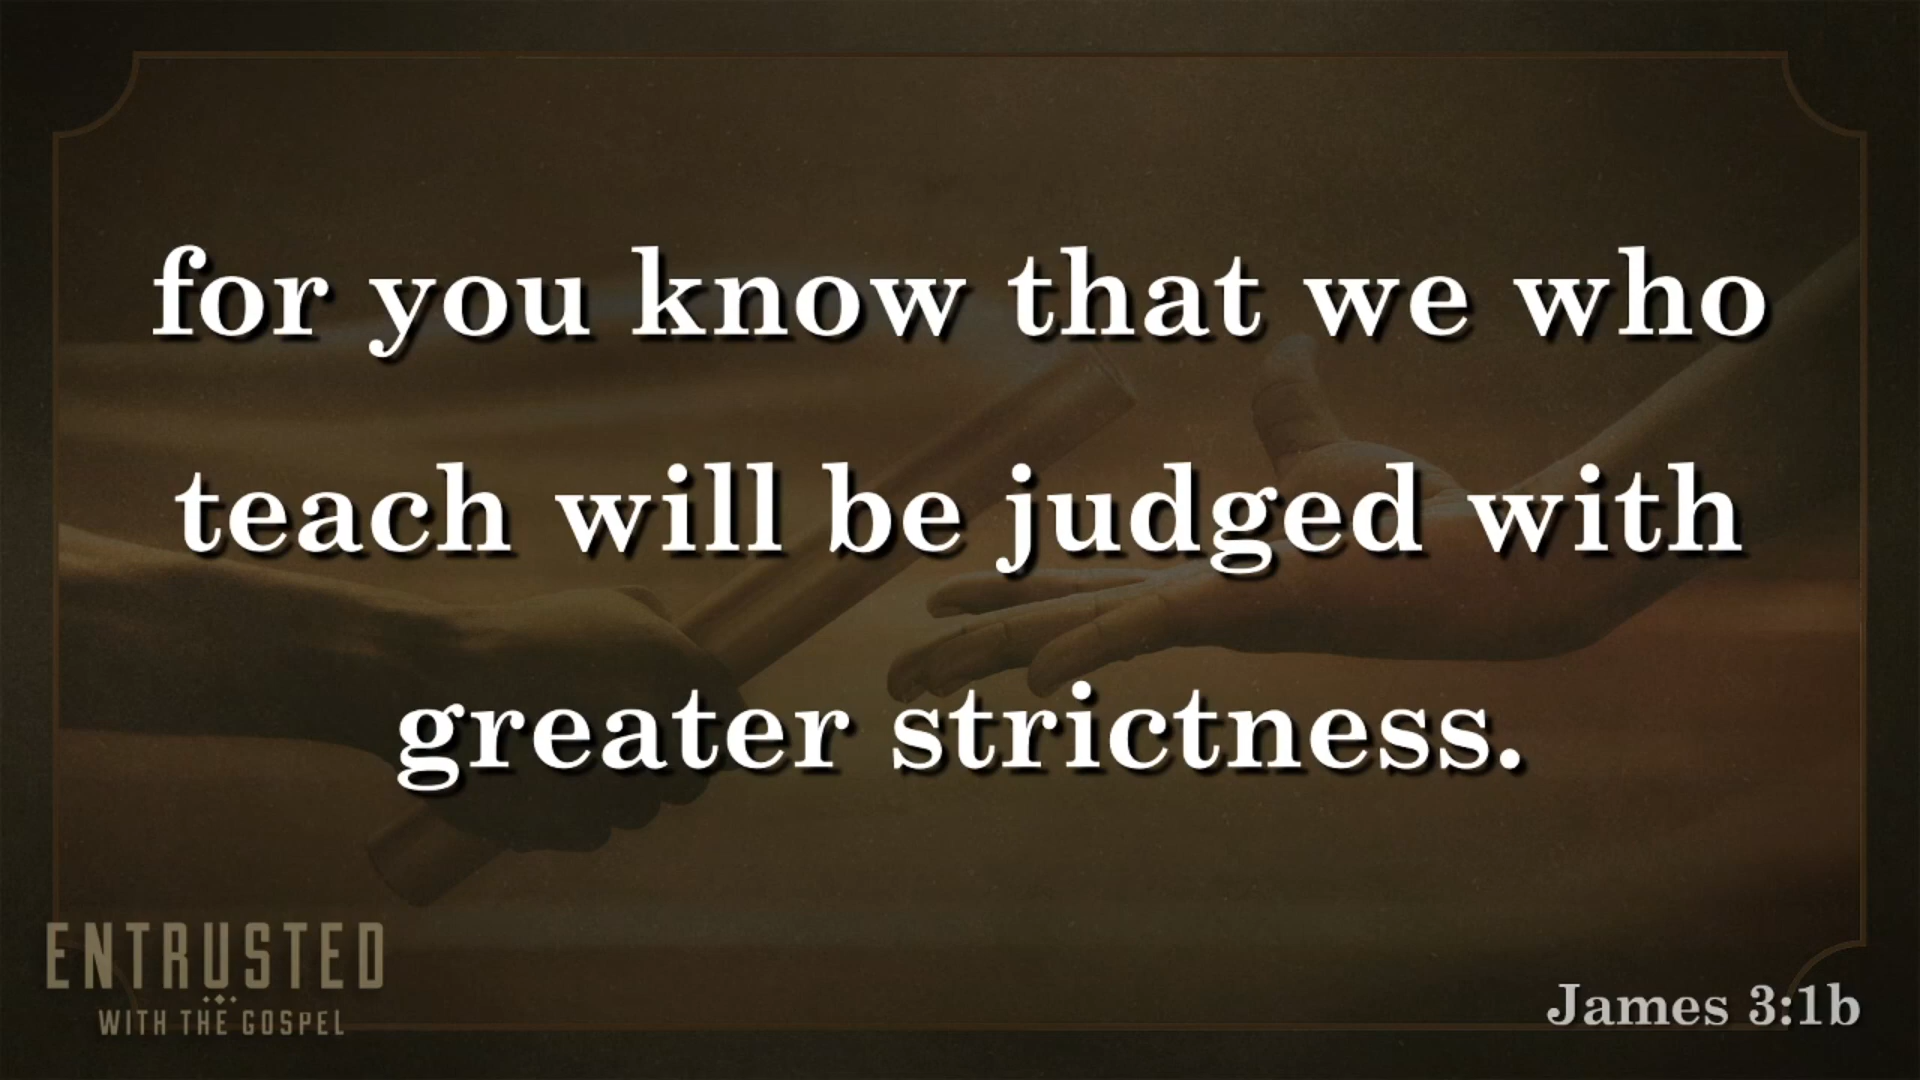 for you know that we who
teach will be judged with
greater strictness.
ENTRUSTED
WITH THE GOSPEL
James 3:1b